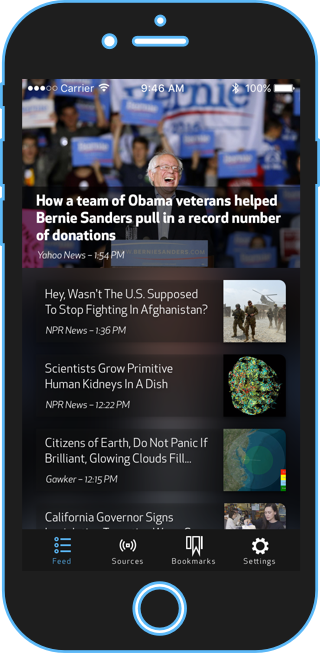 Carrier 9:46 AM 100%
Bernie
How a team of Obama veterans helped
Bernie Sanders pull in a record number
of donations
Yahoo News – 1:54 PM
Hey, Wasn't The U.S. Supposed
To Stop Fighting In Afghanistan?
NPR News – 1:36 PM
Scientists Grow Primitive
Human Kidneys In A Dish
NPR News – 12:22 PM
Citizens of Earth, Do Not Panic If
Brilliant, Glowing Clouds Fill...
Gawker – 12:15 PM
California Governor Signs
Feed Sources Bookmarks Settings